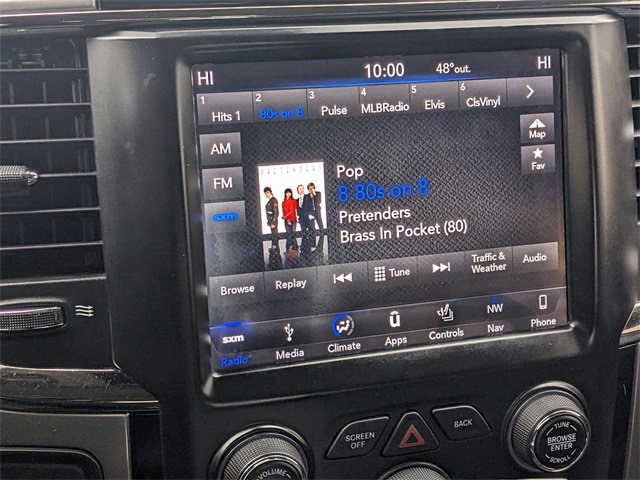 HI 10:00 48° out. HI
1 Hits 1 2 80s on 8 3 Pulse 4 MLBRadio 5 Elvis 6 ClsVinyl
AM
FM
sxm
Map
Fav
PRETENDERS
Pop
8 80s on 8
Pretenders
Brass In Pocket (80)
Browse Replay Tune Traffic & Weather Audio
sxm NW
Radio Media Climate Apps Controls Nav Phone
SCREEN OFF
BACK
VOLUME
TUNE
BROWSE
ENTER
SCROLL